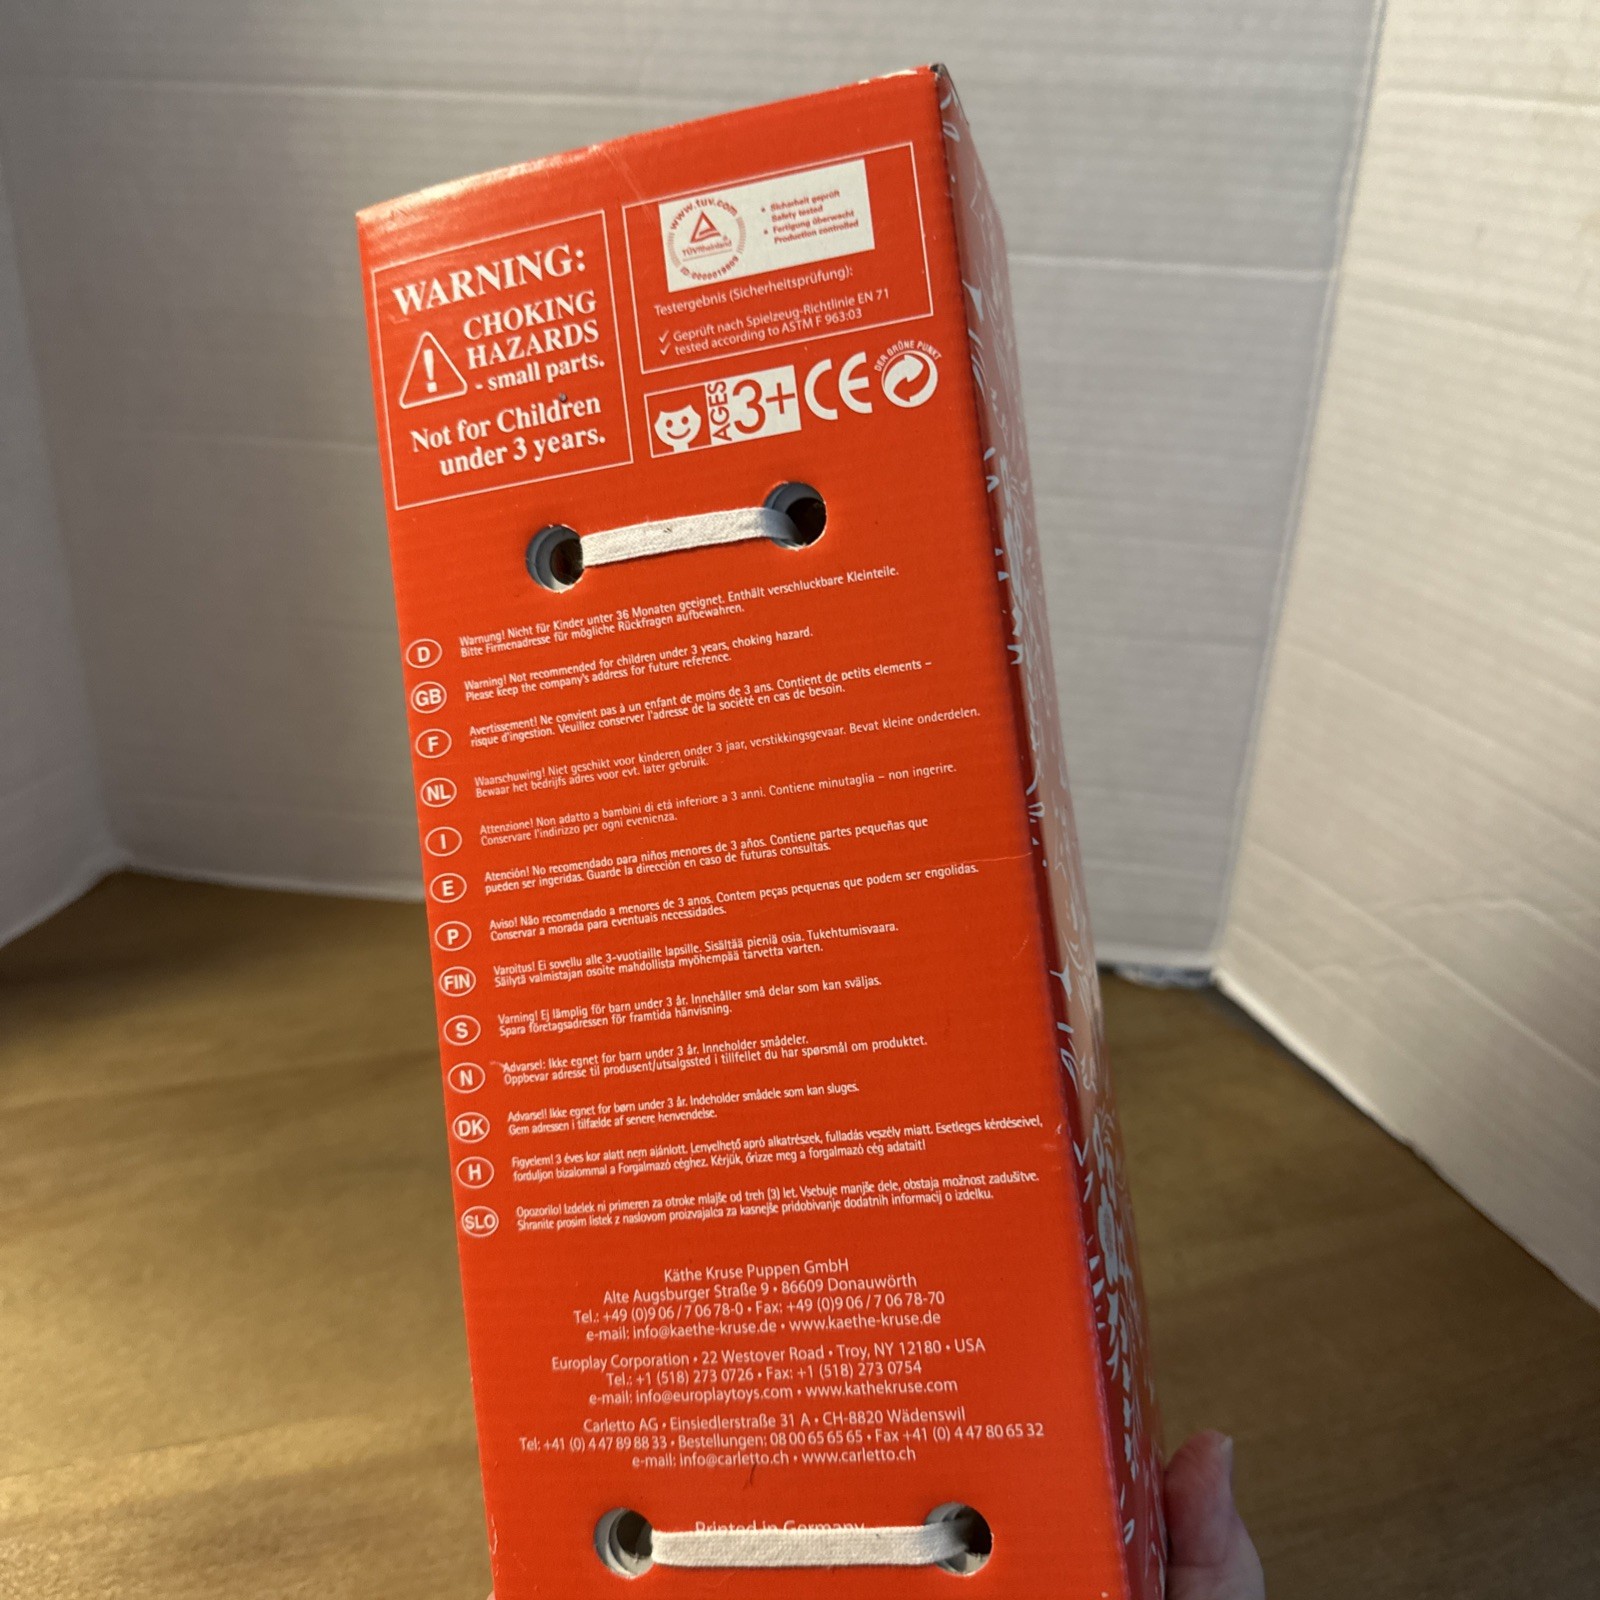 WARNING:
CHOKING
HAZARDS
- small parts.
Not for Children
under 3 years.
www.tuv.com
TÜVRheinland
ID:0000019909
• Sicherheit geprüft
Safety tested
• Fertigung überwacht
Production controlled
Testergebnis (Sicherheitsprüfung):
✓ Geprüft nach Spielzeug-Richtlinie EN 71
✓ tested according to ASTM F 963:03
AGES 3+ CE DER GRÜNE PUNKT
D Warnung! Nicht für Kinder unter 36 Monaten geeignet. Enthält verschluckbare Kleinteile.
Bitte Firmenadresse für mögliche Rückfragen aufbewahren.
GB Warning! Not recommended for children under 3 years, choking hazard.
Please keep the company's address for future reference.
F Avertissement! Ne convient pas à un enfant de moins de 3 ans. Contient de petits elements –
risque d'ingestion. Veuillez conserver l'adresse de la société en cas de besoin.
NL Waarschuwing! Niet geschikt voor kinderen onder 3 jaar, verstikkingsgevaar. Bevat kleine onderdelen.
Bewaar het bedrijfs adres voor evt. later gebruik.
I Attenzione! Non adatto a bambini di etá inferiore a 3 anni. Contiene minutaglia – non ingerire.
Conservare l'indirizzo per ogni evenienza.
E Atención! No recomendado para niños menores de 3 años. Contiene partes pequeñas que
pueden ser ingeridas. Guarde la dirección en caso de futuras consultas.
P Aviso! Não recomendado a menores de 3 anos. Contem peças pequenas que podem ser engolidas.
Conservar a morada para eventuais necessidades.
FIN Varoitus! Ei sovellu alle 3-vuotiaille lapsille. Sisältää pieniä osia. Tukehtumisvaara.
Säilytä valmistajan osoite mahdollista myöhempää tarvetta varten.
S Varning! Ej lämplig för barn under 3 år. Innehåller små delar som kan sväljas.
Spara företagsadressen för framtida hänvisning.
N Advarsel: Ikke egnet for barn under 3 år. Inneholder smådeler.
Oppbevar adresse til produsent/utsalgssted i tillfellet du har spørsmål om produktet.
DK Advarsel! Ikke egnet for børn under 3 år. Indeholder smådele som kan sluges.
Gem adressen i tilfælde af senere henvendelse.
H Figyelem! 3 éves kor alatt nem ajánlott. Lenyelhető apró alkatrészek, fulladás veszély miatt. Esetleges kérdéseivel,
forduljon bizalommal a Forgalmazó céghez. Kérjük, őrizze meg a forgalmazó cég adatait!
SLO Opozorilo! Izdelek ni primeren za otroke mlajše od treh (3) let. Vsebuje manjše dele, obstaja možnost zadušitve.
Shranite prosim listek z naslovom proizvajalca za kasnejše pridobivanje dodatnih informacij o izdelku.
Käthe Kruse Puppen GmbH
Alte Augsburger Straße 9 • 86609 Donauwörth
Tel.: +49 (0)9 06 / 7 06 78-0 • Fax: +49 (0)9 06 / 7 06 78-70
e-mail: info@kaethe-kruse.de • www.kaethe-kruse.de
Europlay Corporation • 22 Westover Road • Troy, NY 12180 • USA
Tel.: +1 (518) 273 0726 • Fax: +1 (518) 273 0754
e-mail: info@europlaytoys.com • www.kathekruse.com
Carletto AG • Einsiedlerstraße 31 A • CH-8820 Wädenswil
Tel: +41 (0) 4 47 89 88 33 • Bestellungen: 08 00 65 65 65 • Fax +41 (0) 4 47 80 65 32
e-mail: info@carletto.ch • www.carletto.ch
Printed in Germany